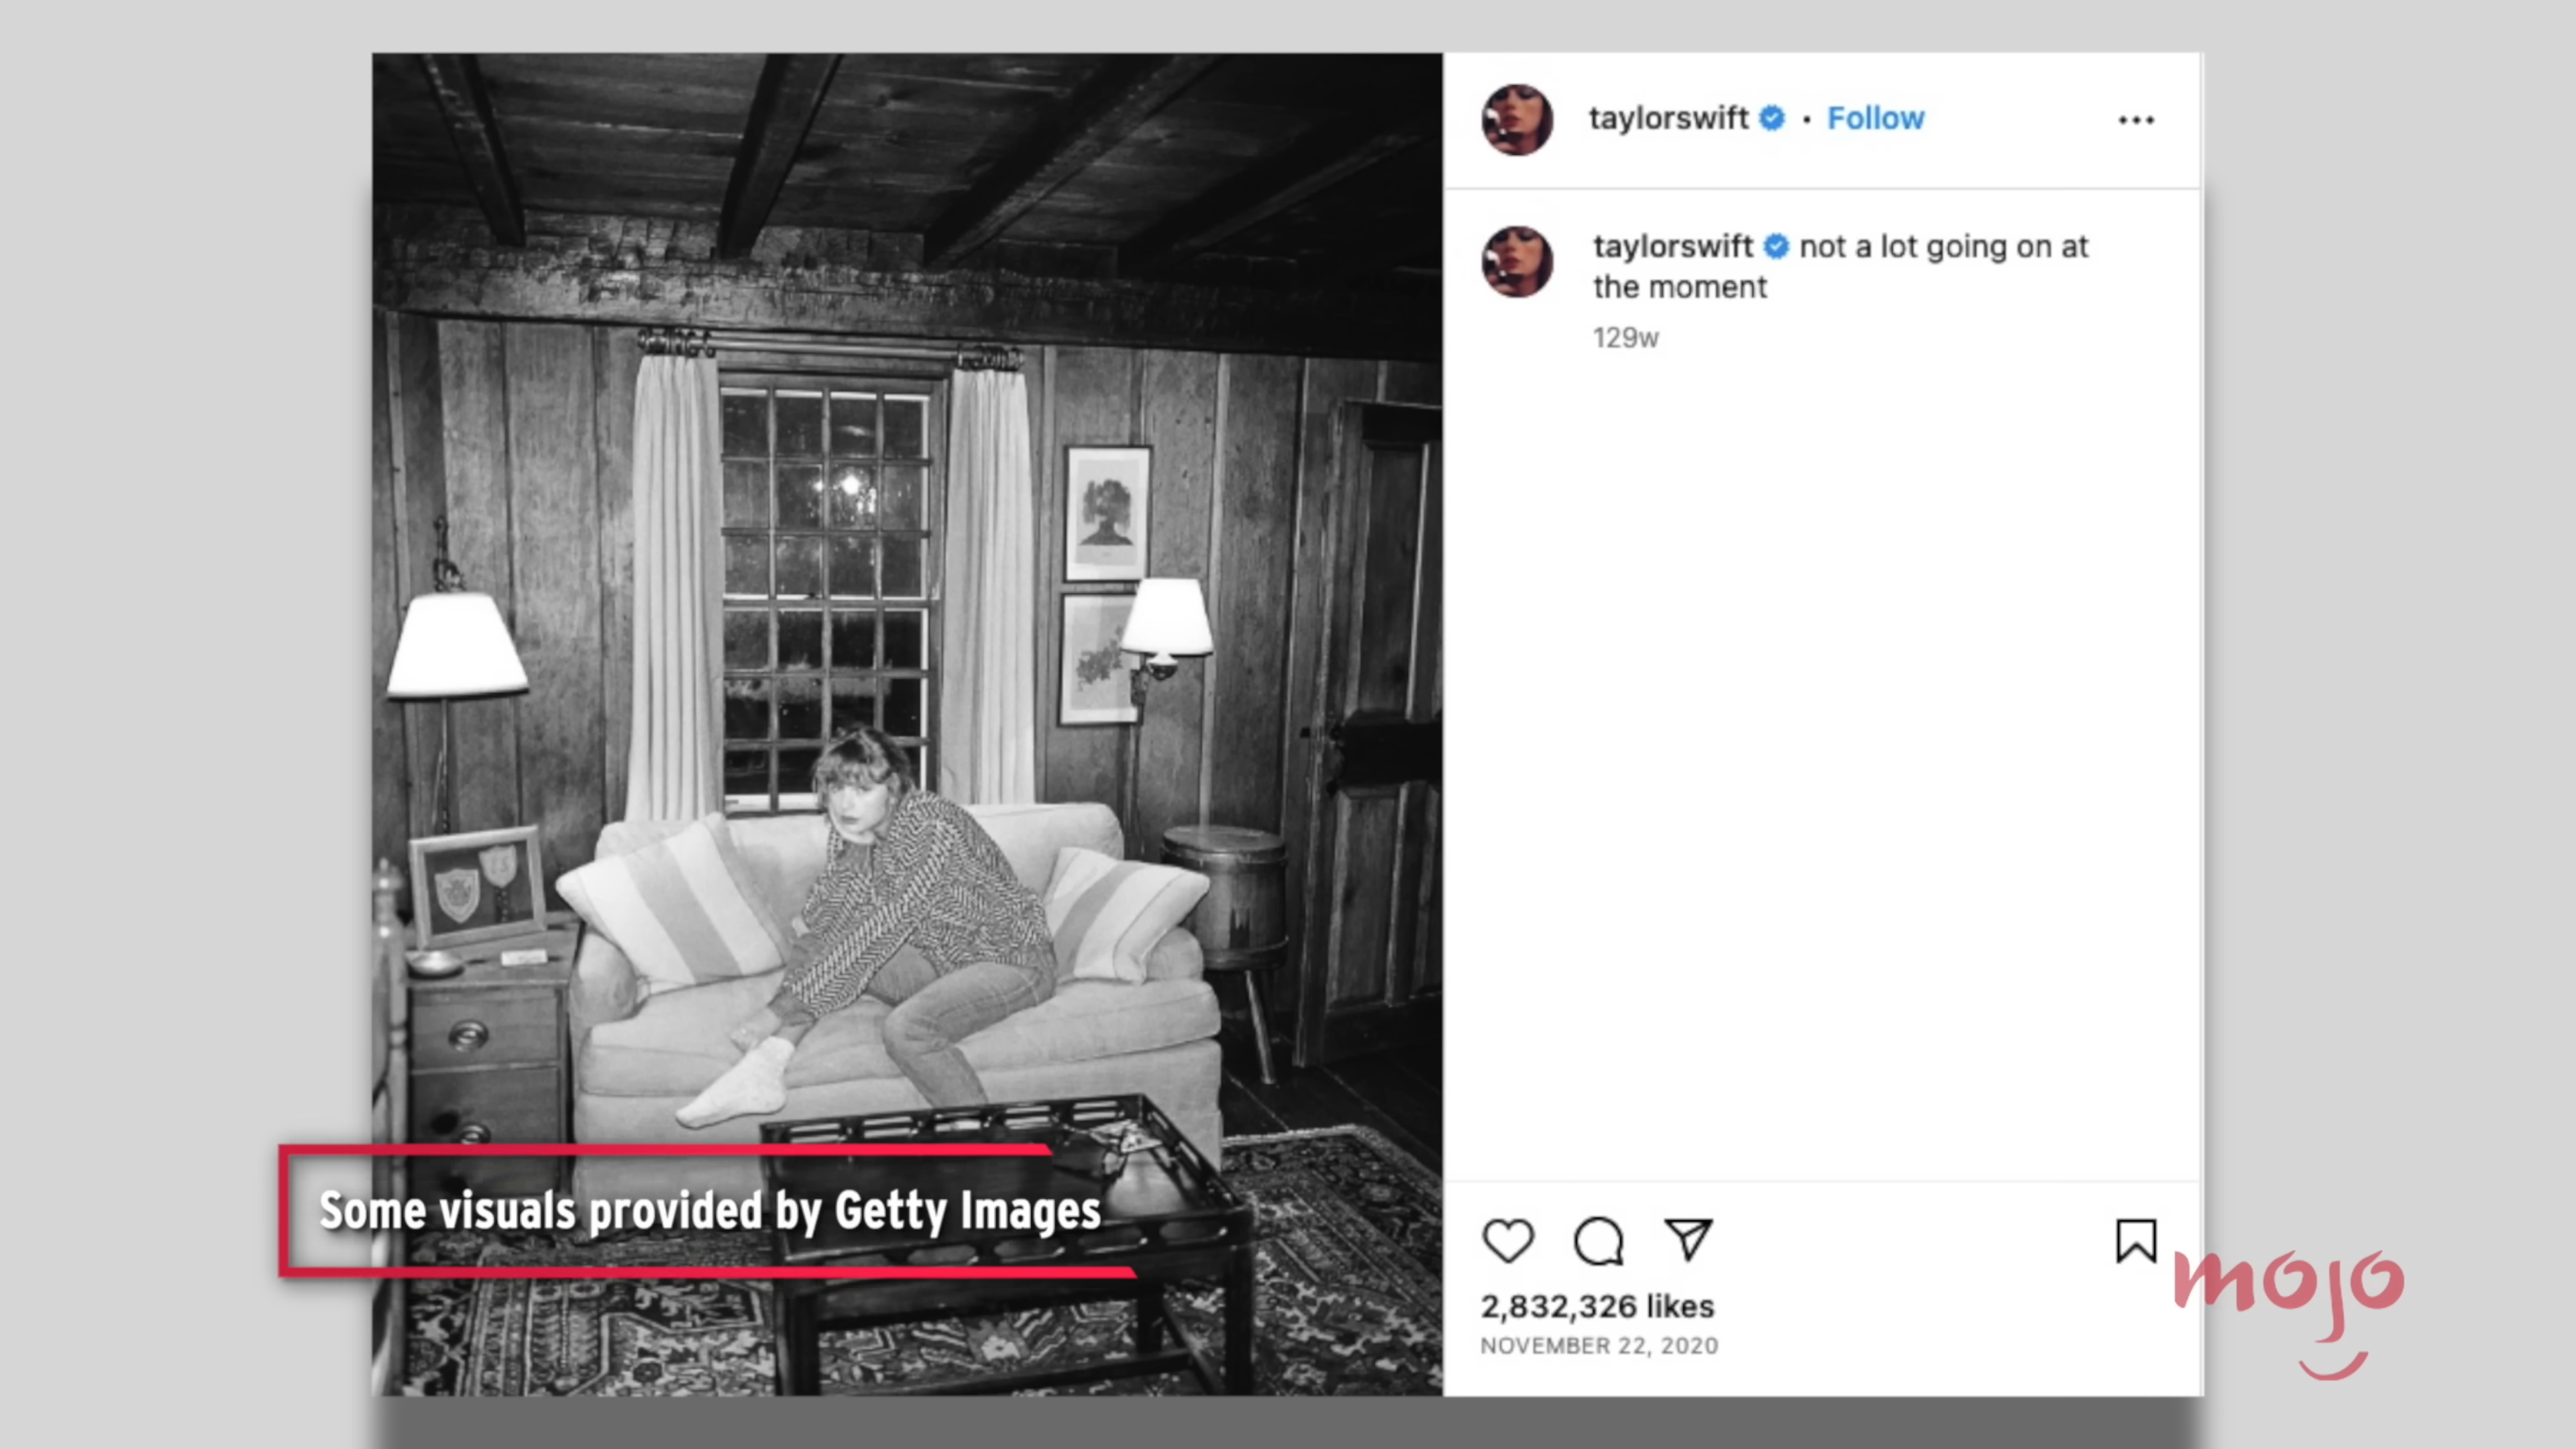 taylorswift • Follow
taylorswift not a lot going on at
the moment
129w
Some visuals provided by Getty Images
2,832,326 likes
NOVEMBER 22, 2020
mojo